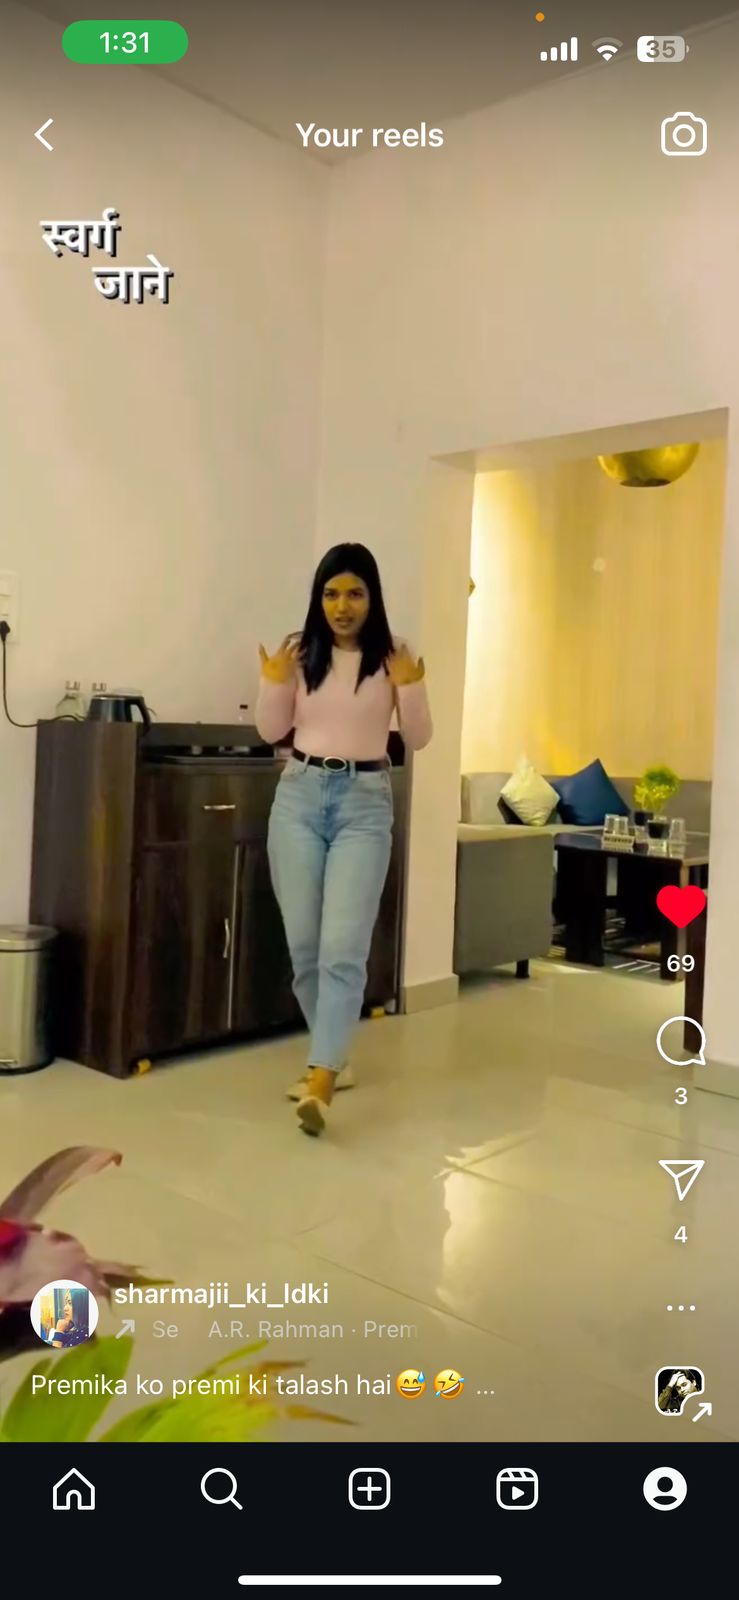 1:31
35
Your reels
स्वर्ग
जाने
69
3
4
sharmajii_ki_ldki
Se A.R. Rahman · Prem
Premika ko premi ki talash hai😅 🤣 ...